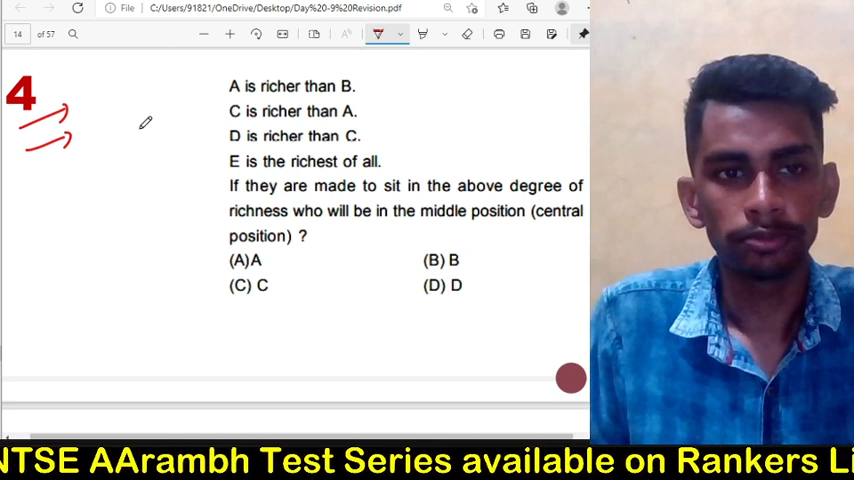 File
C:/Users/91821/OneDrive/Desktop/Day%20-9%20Revision.pdf
14 of 57
4
A is richer than B.
C is richer than A.
D is richer than C.
E is the richest of all.
If they are made to sit in the above degree of
richness who will be in the middle position (central
position) ?
(A)A (B) B
(C) C (D) D
NTSE AArambh Test Series available on Rankers Li